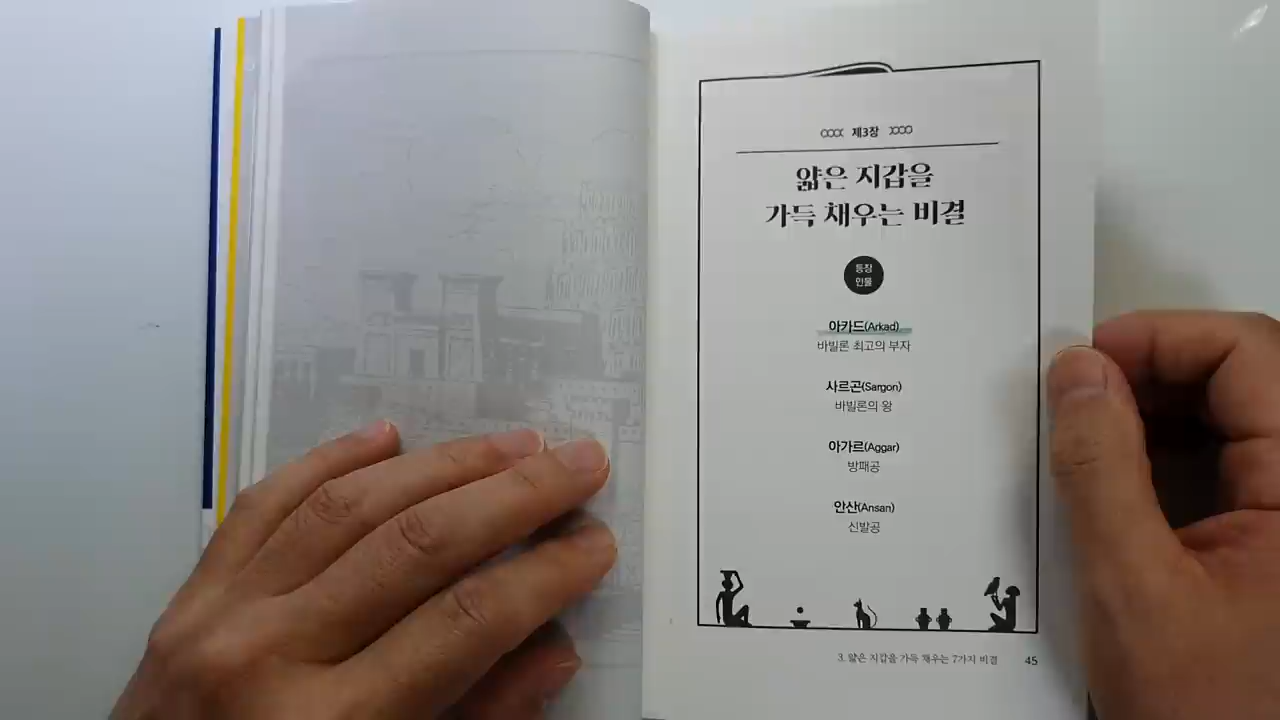 제3장
얇은 지갑을
가득 채우는 비결
등장
인물
아카드(Arkad)
바빌론 최고의 부자
사르곤(Sargon)
바빌론의 왕
아가르(Aggar)
방패공
안산(Ansan)
신발공
3. 얇은 지갑을 가득 채우는 7가지 비결 45